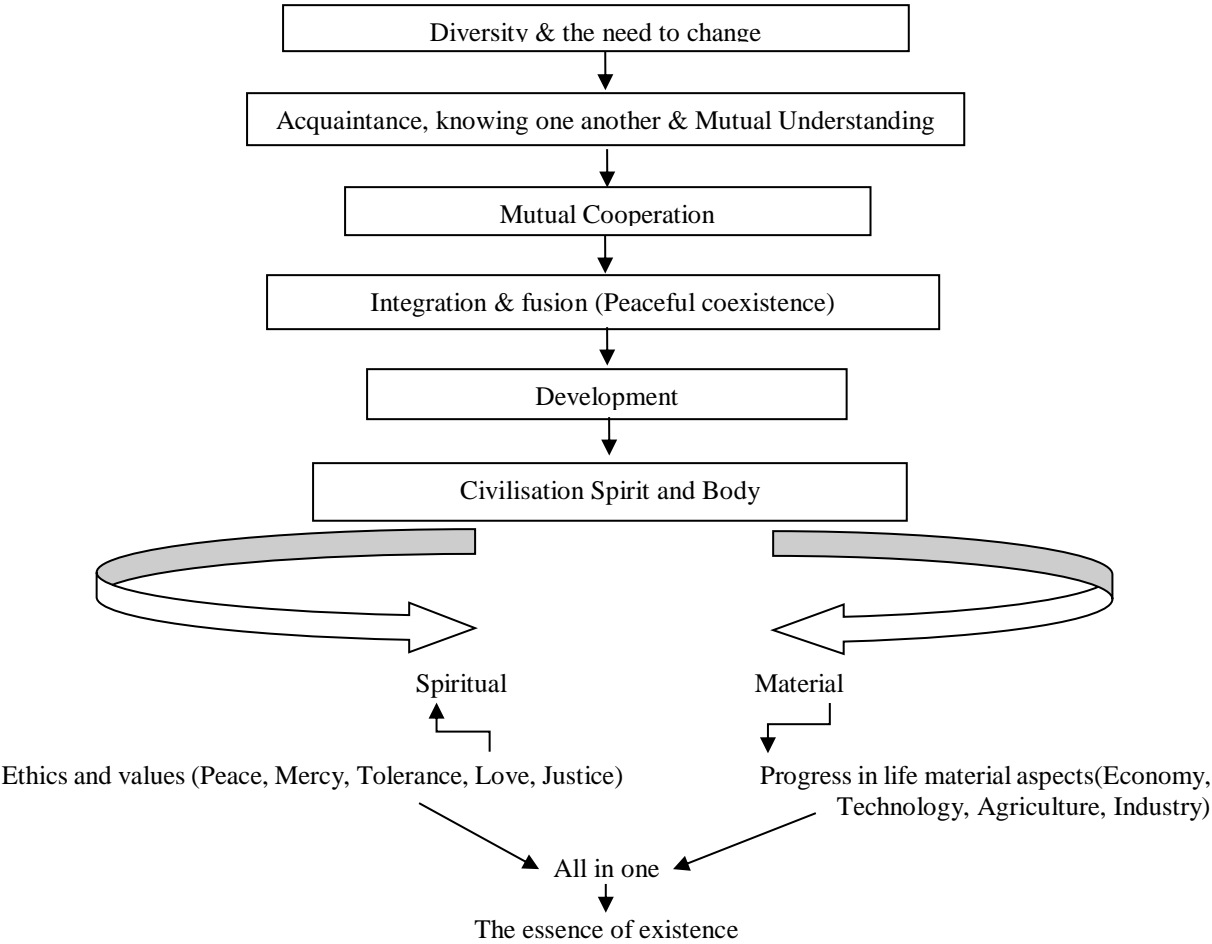 Diversity & the need to change
Acquaintance, knowing one another & Mutual Understanding
Mutual Cooperation
Integration & fusion (Peaceful coexistence)
Development
Civilisation Spirit and Body
Spiritual
Material
Ethics and values (Peace, Mercy, Tolerance, Love, Justice)
Progress in life material aspects(Economy,
Technology, Agriculture, Industry)
All in one
The essence of existence